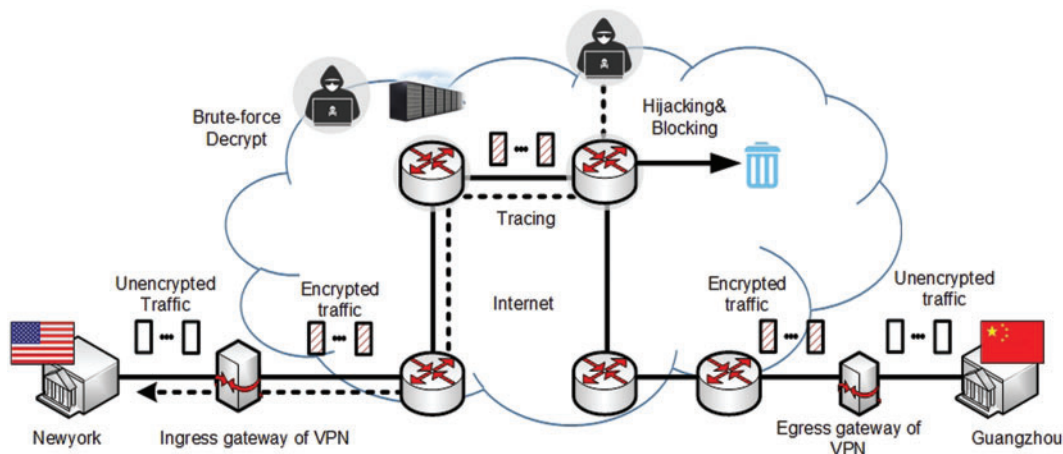 Brute-force
Decrypt
Hijacking&
Blocking
Tracing
Unencrypted
Traffic
Encrypted
traffic
Internet
Encrypted
traffic
Unencrypted
traffic
Newyork
Ingress gateway of VPN
Egress gateway of
VPN
Guangzhou